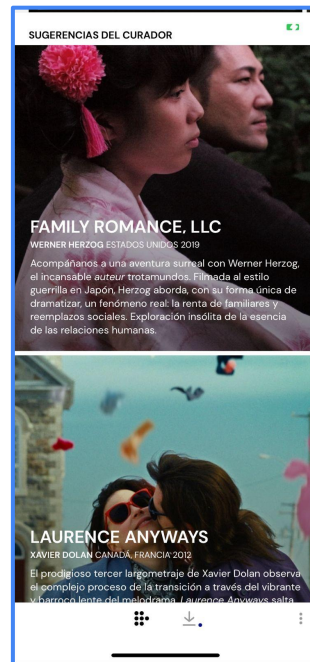 SUGERENCIAS DEL CURADOR
FAMILY ROMANCE, LLC
WERNER HERZOG ESTADOS UNIDOS 2019
Acompáñanos a una aventura surreal con Werner Herzog,
el incansable auteur trotamundos. Filmada al estilo
guerrilla en Japón, Herzog aborda, con su forma única de
dramatizar, un fenómeno real: la renta de familiares y
reemplazos sociales. Exploración insólita de la esencia
de las relaciones humanas.
LAURENCE ANYWAYS
XAVIER DOLAN CANADÁ, FRANCIA 2012
El prodigioso tercer largometraje de Xavier Dolan observa
el complejo proceso de la transición a través del vibrante
y barroco lente del melodrama. Laurence Anyways salta